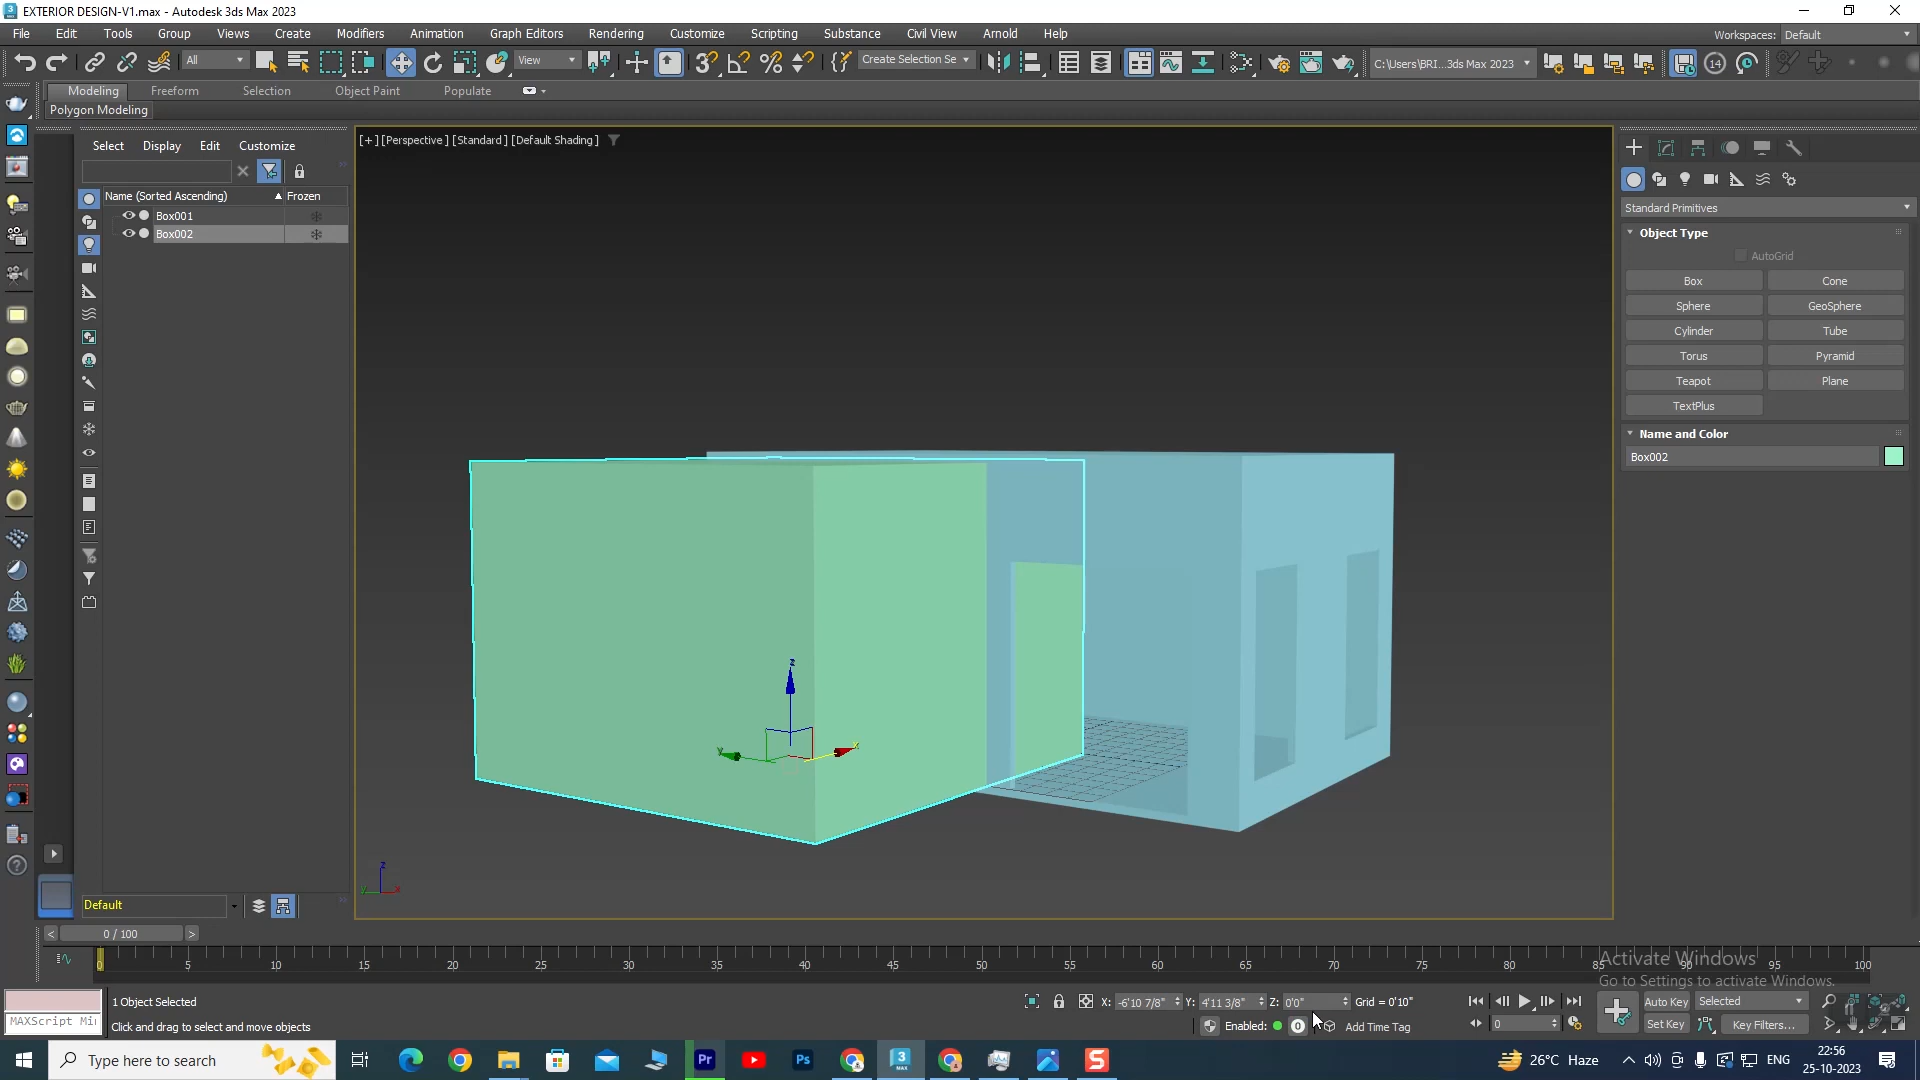 EXTERIOR DESIGN-V1.max - Autodesk 3ds Max 2023
File Edit Tools Group Views Create Modifiers Animation Graph Editors Rendering Customize Scripting Substance Civil View Arnold Help
Workspaces: Default
All View Create Selection Se C:\Users\BRI...3ds Max 2023 14
Modeling Freeform Selection Object Paint Populate
Polygon Modeling
Select Display Edit Customize
Name (Sorted Ascending) Frozen
Box001
Box002
[+] [Perspective] [Standard] [Default Shading]
z
y x
z
y x
Standard Primitives
Object Type
AutoGrid
Box Cone
Sphere GeoSphere
Cylinder Tube
Torus Pyramid
Teapot Plane
TextPlus
Name and Color
Box002
Default
0 / 100
0 5 10 15 20 25 30 35 40 45 50 55 60 65 70 75 80 85 90 95 100
Activate Windows
Go to Settings to activate Windows.
1 Object Selected
X: -6'10 7/8" Y: 4'11 3/8" Z: 0'0" Grid = 0'10"
Auto Key Selected
MAXScript Mi
Click and drag to select and move objects
Enabled: 0 Add Time Tag
0
Set Key Key Filters...
Type here to search
26°C Haze
ENG
22:56
25-10-2023